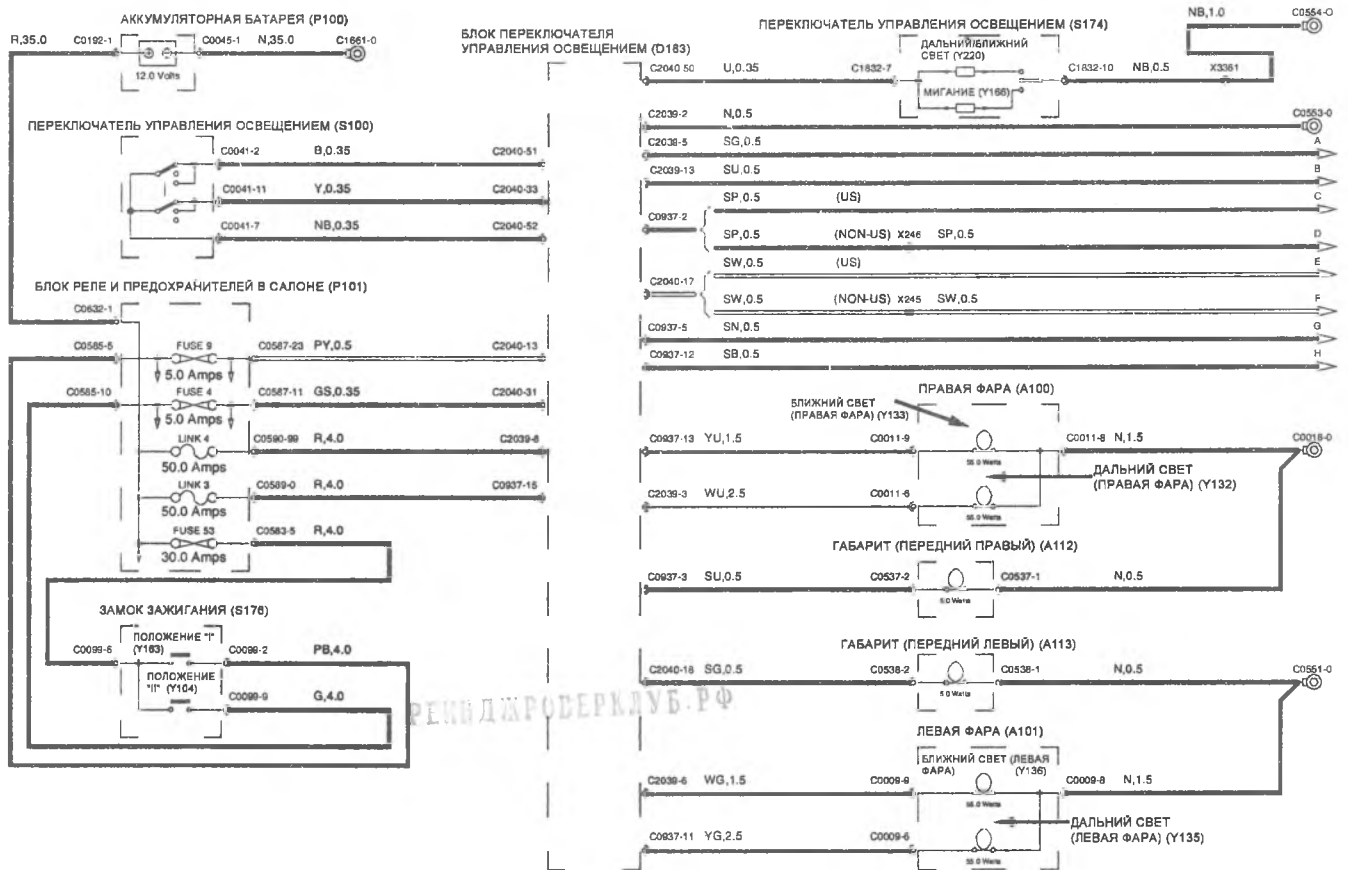 АККУМУЛЯТОРНАЯ БАТАРЕЯ (P100)
R,35.0 C0192-1 C0045-1 N,35.0 C1661-0
12.0 Volts
ПЕРЕКЛЮЧАТЕЛЬ УПРАВЛЕНИЯ ОСВЕЩЕНИЕМ (S100)
C0041-2 B,0.35 C2040-51
C0041-11 Y,0.35 C2040-33
C0041-7 NB,0.35 C2040-52
БЛОК РЕЛЕ И ПРЕДОХРАНИТЕЛЕЙ В САЛОНЕ (P101)
C0632-1
C0585-5 FUSE 9 C0587-23 PY,0.5 C2040-13
5.0 Amps
C0585-10 FUSE 4 C0587-11 GS,0.35 C2040-31
5.0 Amps
LINK 4 C0590-99 R,4.0 C2039-8
50.0 Amps
LINK 3 C0589-0 R,4.0 C0937-15
50.0 Amps
FUSE 53 C0583-5 R,4.0
30.0 Amps
ЗАМОК ЗАЖИГАНИЯ (S176)
ПОЛОЖЕНИЕ "I"
C0099-6 (Y163) C0099-2 PB,4.0
ПОЛОЖЕНИЕ
"II" (Y104) C0099-9 G,4.0
БЛОК ПЕРЕКЛЮЧАТЕЛЯ
УПРАВЛЕНИЯ ОСВЕЩЕНИЕМ (D183)
ПЕРЕКЛЮЧАТЕЛЬ УПРАВЛЕНИЯ ОСВЕЩЕНИЕМ (S174)
NB,1.0 C0554-0
ДАЛЬНИЙ/БЛИЖНИЙ
СВЕТ (Y220)
C2040-50 U,0.35 C1832-7 C1832-10 NB,0.5 X3361
МИГАНИЕ (Y166)
C2039-2 N,0.5 C0553-0
C2039-5 SG,0.5 A
C2039-13 SU,0.5 B
SP,0.5 (US) C
C0937-2
SP,0.5 (NON-US) X246 SP,0.5 D
SW,0.5 (US) E
C2040-17
SW,0.5 (NON-US) X245 SW,0.5 F
C0937-5 SN,0.5 G
C0937-12 SB,0.5 H
ПРАВАЯ ФАРА (A100)
БЛИЖНИЙ СВЕТ
(ПРАВАЯ ФАРА) (Y133)
C0937-13 YU,1.5 C0011-9 C0011-8 N,1.5 C0018-0
55.0 Watts
ДАЛЬНИЙ СВЕТ
(ПРАВАЯ ФАРА) (Y132)
C2039-3 WU,2.5 C0011-6
55.0 Watts
ГАБАРИТ (ПЕРЕДНИЙ ПРАВЫЙ) (A112)
C0937-3 SU,0.5 C0537-2 C0537-1 N,0.5
5.0 Watts
ГАБАРИТ (ПЕРЕДНИЙ ЛЕВЫЙ) (A113)
C2040-18 SG,0.5 C0538-2 C0538-1 N,0.5 C0551-0
5.0 Watts
РЕНДЖРОВЕРКЛУБ.РФ
ЛЕВАЯ ФАРА (A101)
БЛИЖНИЙ СВЕТ (ЛЕВАЯ
ФАРА) (Y136)
C2039-6 WG,1.5 C0009-9 C0009-8 N,1.5
55.0 Watts
ДАЛЬНИЙ СВЕТ
(ЛЕВАЯ ФАРА) (Y135)
C0937-11 YG,2.5 C0009-6
55.0 Watts